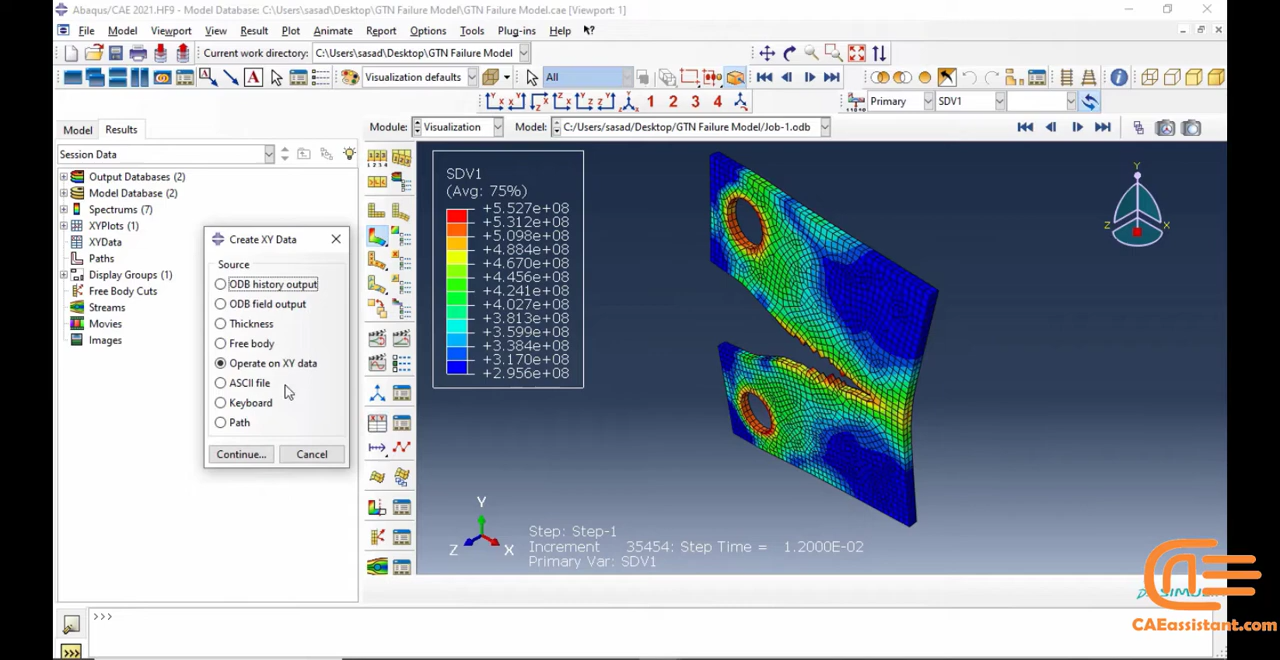 Abaqus/CAE 2021.HF9 - Model Database: C:\Users\sasad\Desktop\GTN Failure Model\GTN Failure Model.cae [Viewport: 1]
File Model Viewport View Result Plot Animate Report Options Tools Plug-ins Help
Current work directory: C:\Users\sasad\Desktop\GTN Failure Model
Visualization defaults All
1 2 3 4 Primary SDV1
Model Results Module: Visualization Model: C:/Users/sasad/Desktop/GTN Failure Model/Job-1.odb
Session Data
Output Databases (2)
Model Database (2)
Spectrums (7)
XYPlots (1)
XYData
Paths
Display Groups (1)
Free Body Cuts
Streams
Movies
Images
Create XY Data
Source
ODB history output
ODB field output
Thickness
Free body
Operate on XY data
ASCII file
Keyboard
Path
Continue... Cancel
SDV1
(Avg: 75%)
+5.527e+08
+5.312e+08
+5.098e+08
+4.884e+08
+4.670e+08
+4.456e+08
+4.241e+08
+4.027e+08
+3.813e+08
+3.599e+08
+3.385e+08
+3.170e+08
+2.956e+08
Y
Z X
Y
Z X
Step: Step-1
Increment 35454: Step Time = 1.2000E-02
Primary Var: SDV1
>>>
CAEassistant.com